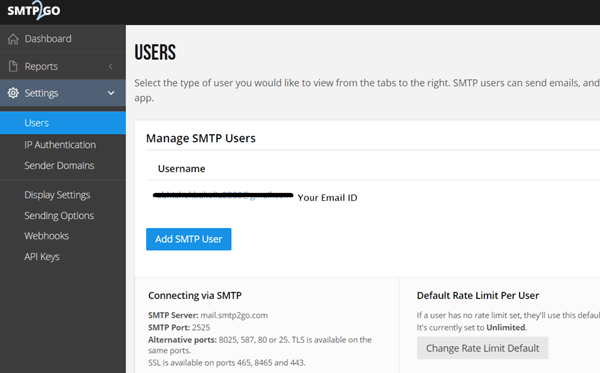 SMTP2GO
Dashboard
Reports
Settings
Users
IP Authentication
Sender Domains
Display Settings
Sending Options
Webhooks
API Keys
USERS
Select the type of user you would like to view from the tabs to the right. SMTP users can send emails, and
app.
Manage SMTP Users
Username
Your Email ID
Add SMTP User
Connecting via SMTP
SMTP Server: mail.smtp2go.com
SMTP Port: 2525
Alternative ports: 8025, 587, 80 or 25. TLS is available on the
same ports.
SSL is available on ports 465, 8465 and 443.
Default Rate Limit Per User
If a user has no rate limit set, they'll use this defau
It's currently set to Unlimited.
Change Rate Limit Default